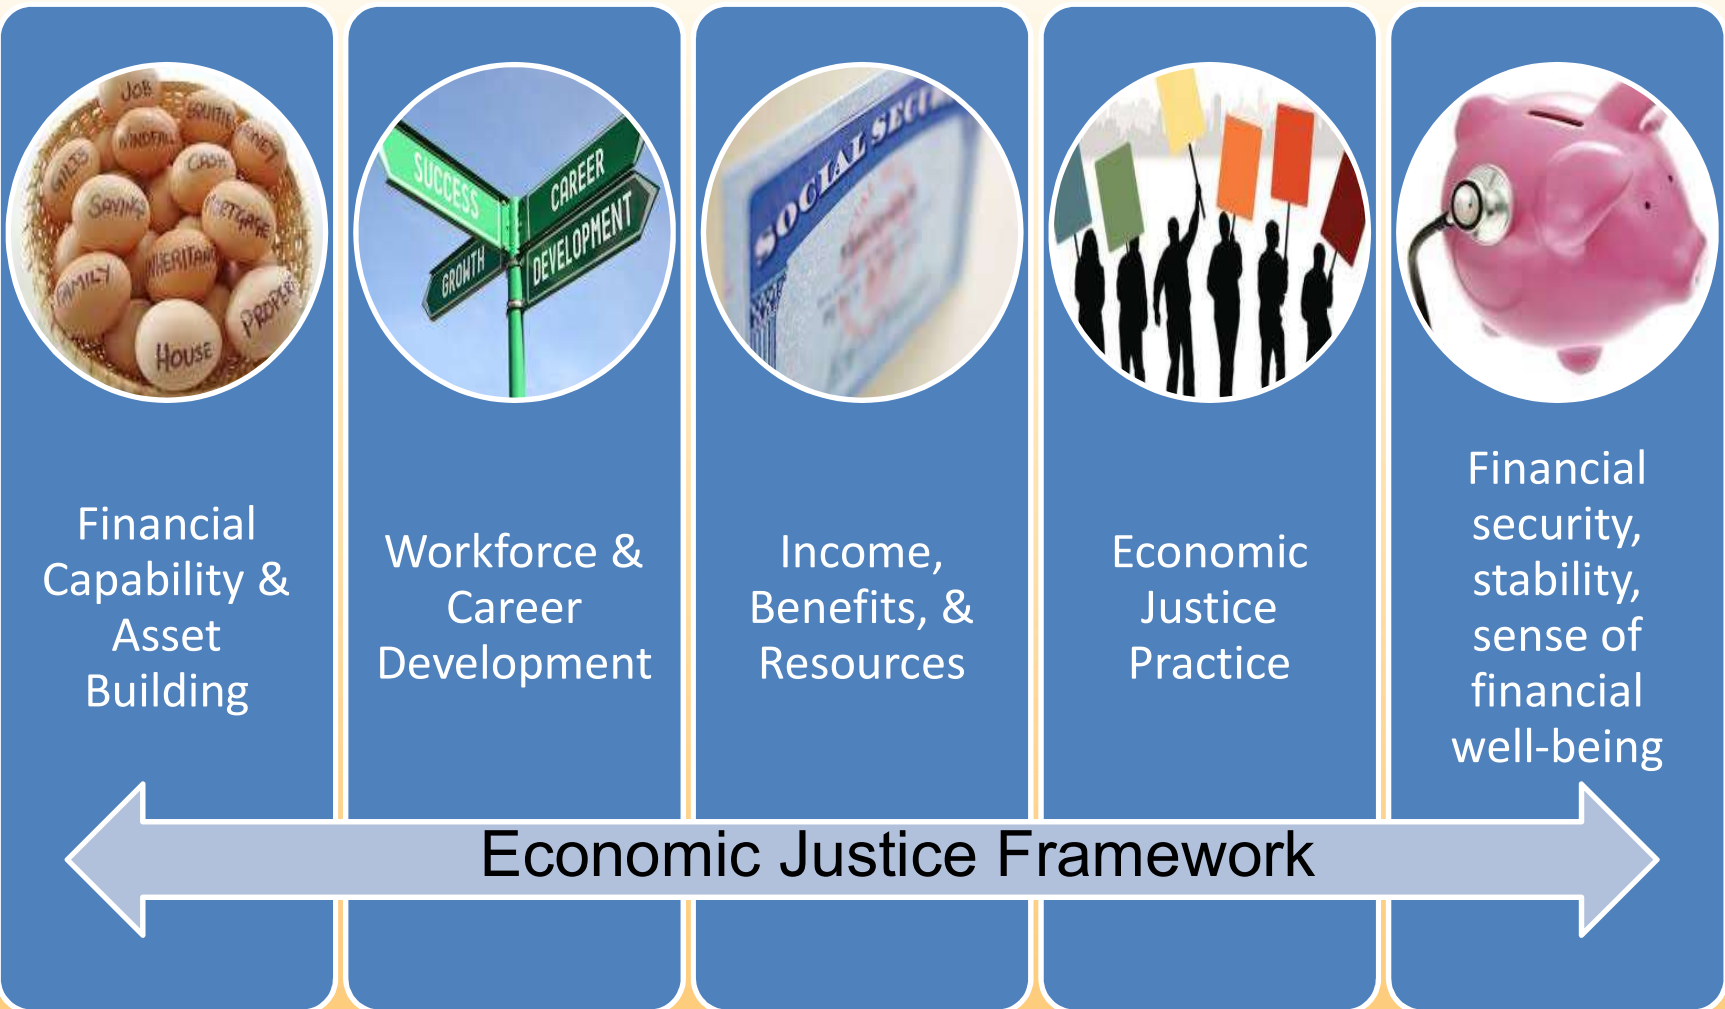 JOB
WINDFALL
CASH
SAVINGS
MORTGAGE
FAMILY
HOUSE
SUCCESS
CAREER
GROWTH
DEVELOPMENT
SOCIAL
Financial
Capability &
Asset
Building
Workforce &
Career
Development
Income,
Benefits, &
Resources
Economic
Justice
Practice
Financial
security,
stability,
sense of
financial
well-being
Economic Justice Framework